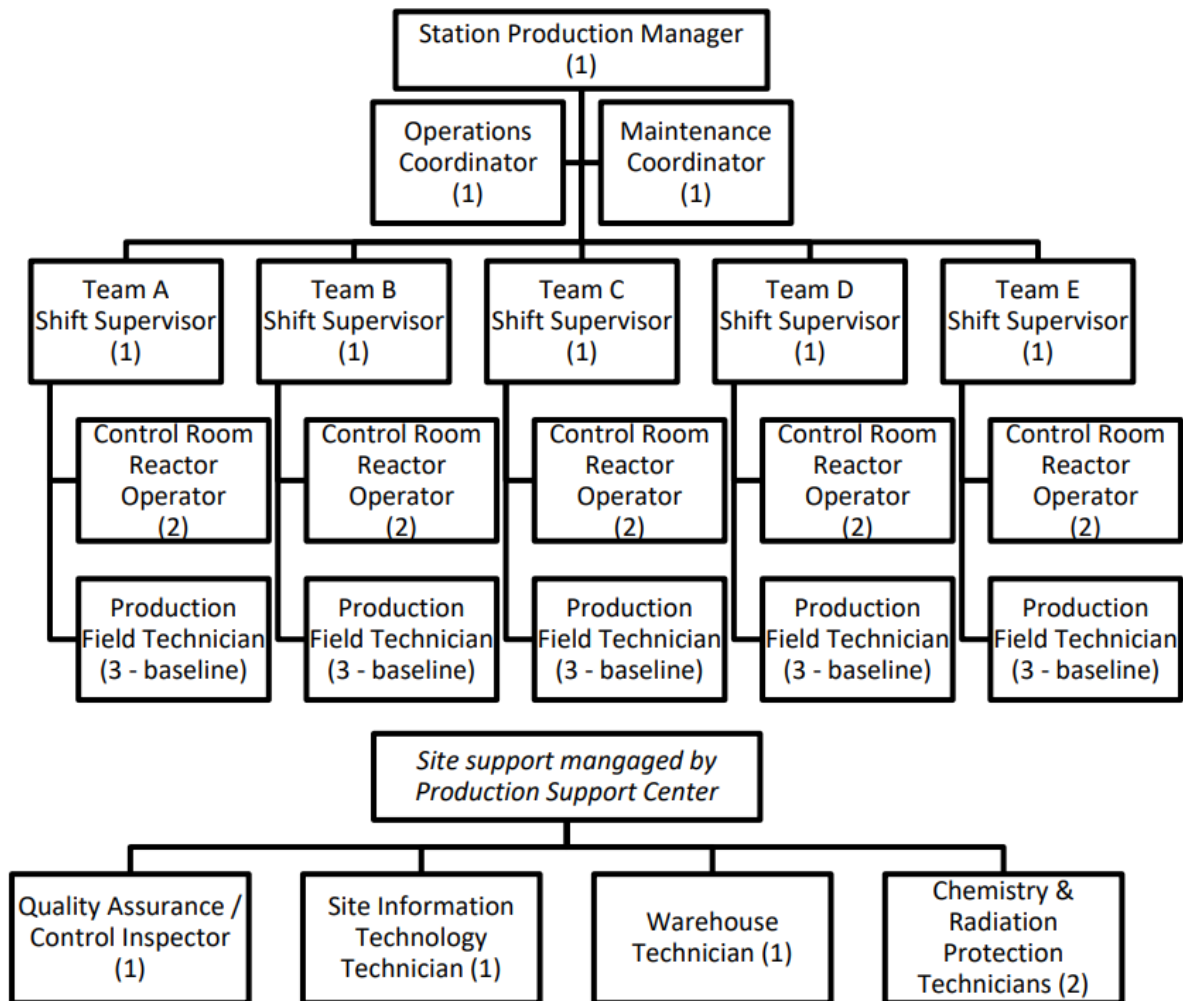 Station Production Manager
(1)
Operations
Coordinator
(1)
Maintenance
Coordinator
(1)
Team A
Shift Supervisor
(1)
Team B
Shift Supervisor
(1)
Team C
Shift Supervisor
(1)
Team D
Shift Supervisor
(1)
Team E
Shift Supervisor
(1)
Control Room
Reactor
Operator
(2)
Control Room
Reactor
Operator
(2)
Control Room
Reactor
Operator
(2)
Control Room
Reactor
Operator
(2)
Control Room
Reactor
Operator
(2)
Production
Field Technician
(3 - baseline)
Production
Field Technician
(3 - baseline)
Production
Field Technician
(3 - baseline)
Production
Field Technician
(3 - baseline)
Production
Field Technician
(3 - baseline)
Site support mangaged by
Production Support Center
Quality Assurance /
Control Inspector
(1)
Site Information
Technology
Technician (1)
Warehouse
Technician (1)
Chemistry &
Radiation
Protection
Technicians (2)